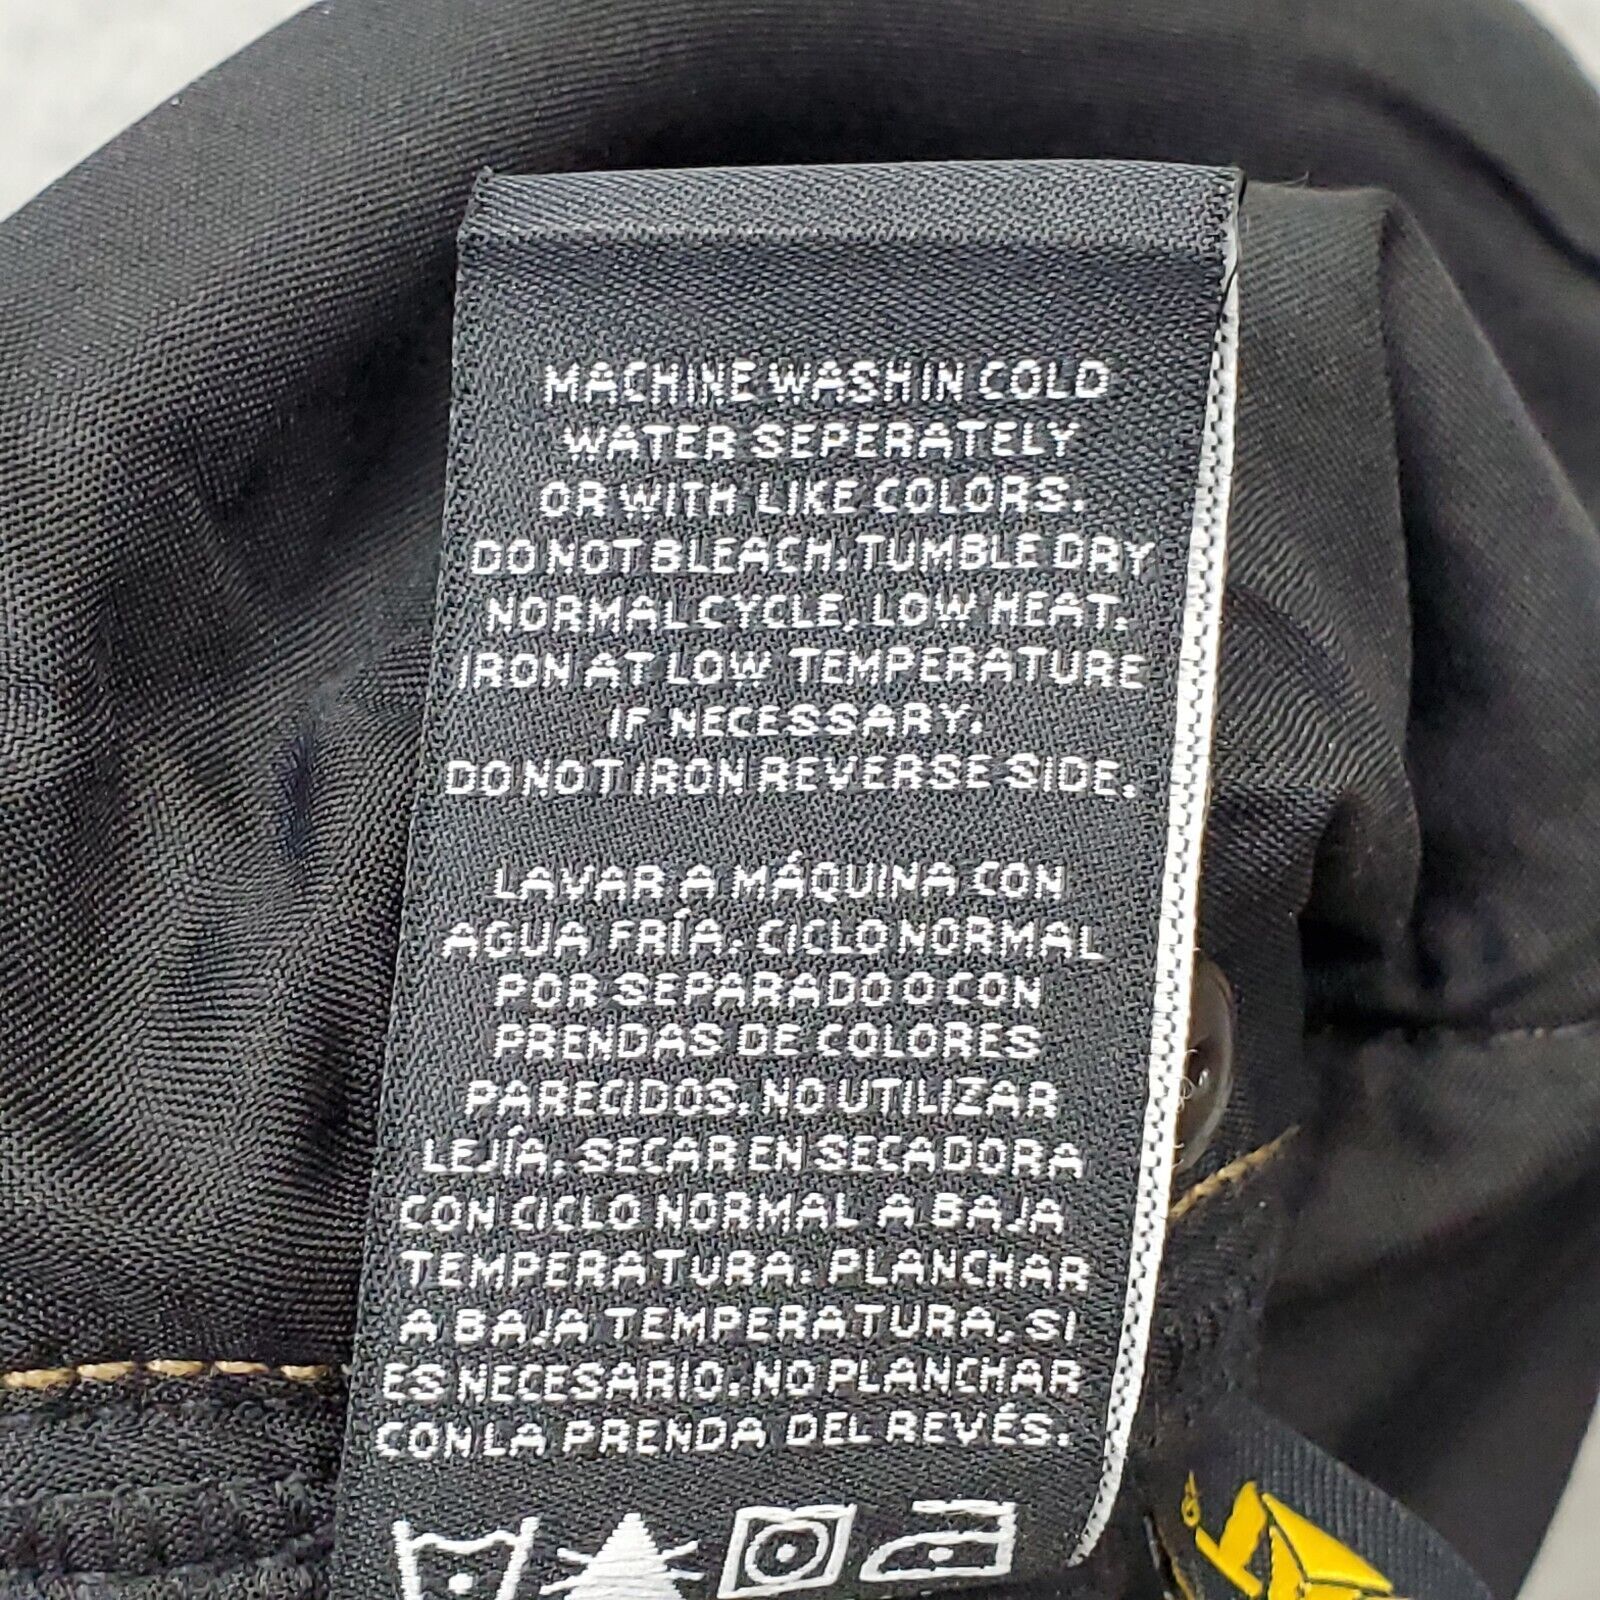 MACHINE WASH IN COLD
WATER SEPERATELY
OR WITH LIKE COLORS.
DO NOT BLEACH. TUMBLE DRY
NORMAL CYCLE, LOW HEAT.
IRON AT LOW TEMPERATURE
IF NECESSARY.
DO NOT IRON REVERSE SIDE.
LAVAR A MÁQUINA CON
AGUA FRÍA. CICLO NORMAL
POR SEPARADO O CON
PRENDAS DE COLORES
PARECIDOS. NO UTILIZAR
LEJÍA. SECAR EN SECADORA
CON CICLO NORMAL A BAJA
TEMPERATURA. PLANCHAR
A BAJA TEMPERATURA, SI
ES NECESARIO. NO PLANCHAR
CON LA PRENDA DEL REVÉS.